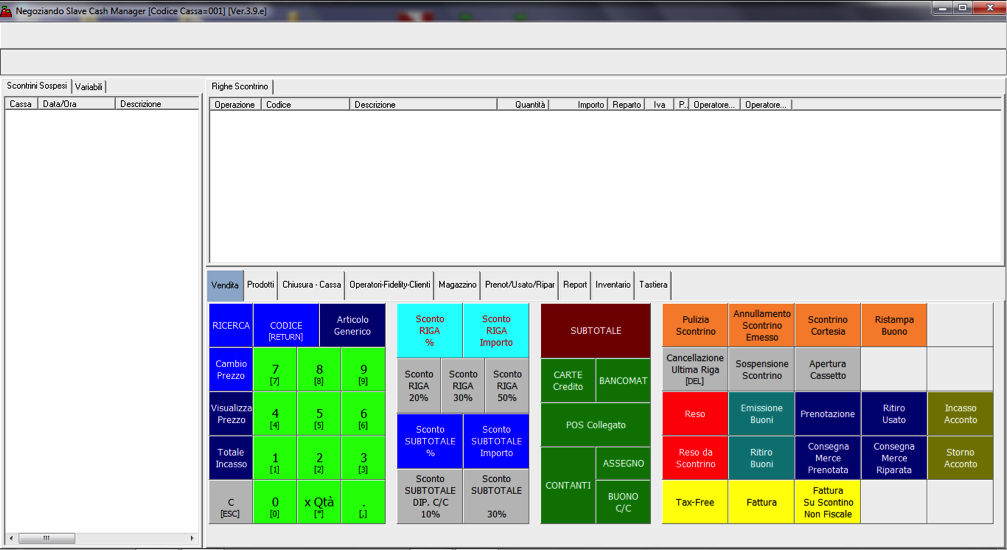 Negoziando Slave Cash Manager [Codice Cassa=001] [Ver.3.9.e]
Scontrini Sospesi Variabili
Cassa Data/Ora Descrizione
Righe Scontrino
Operazione Codice Descrizione Quantità Importo Reparto Iva P.. Operatore... Operatore...
Vendita Prodotti Chiusura - Cassa Operatori-Fidelity-Clienti Magazzino Prenot/Usato/Ripar Report Inventario Tastiera
RICERCA
CODICE
[RETURN]
Articolo
Generico
Cambio
Prezzo
7
[7]
8
[8]
9
[9]
Visualizza
Prezzo
4
[4]
5
[5]
6
[6]
Totale
Incasso
1
[1]
2
[2]
3
[3]
C
[ESC]
0
[0]
x Qtà
[*]
.
[,]
Sconto
RIGA
%
Sconto
RIGA
Importo
Sconto
RIGA
20%
Sconto
RIGA
30%
Sconto
RIGA
50%
Sconto
SUBTOTALE
%
Sconto
SUBTOTALE
Importo
Sconto
SUBTOTALE
DIP. C/C
10%
Sconto
SUBTOTALE
30%
SUBTOTALE
CARTE
Credito
BANCOMAT
POS Collegato
CONTANTI
ASSEGNO
BUONO
C/C
Pulizia
Scontrino
Annullamento
Scontrino
Emesso
Scontrino
Cortesia
Ristampa
Buono
Cancellazione
Ultima Riga
[DEL]
Sospensione
Scontrino
Apertura
Cassetto
Reso
Emissione
Buoni
Prenotazione
Ritiro
Usato
Incasso
Acconto
Reso da
Scontrino
Ritiro
Buoni
Consegna
Merce
Prenotata
Consegna
Merce
Riparata
Storno
Acconto
Tax-Free
Fattura
Fattura
Su Scontino
Non Fiscale